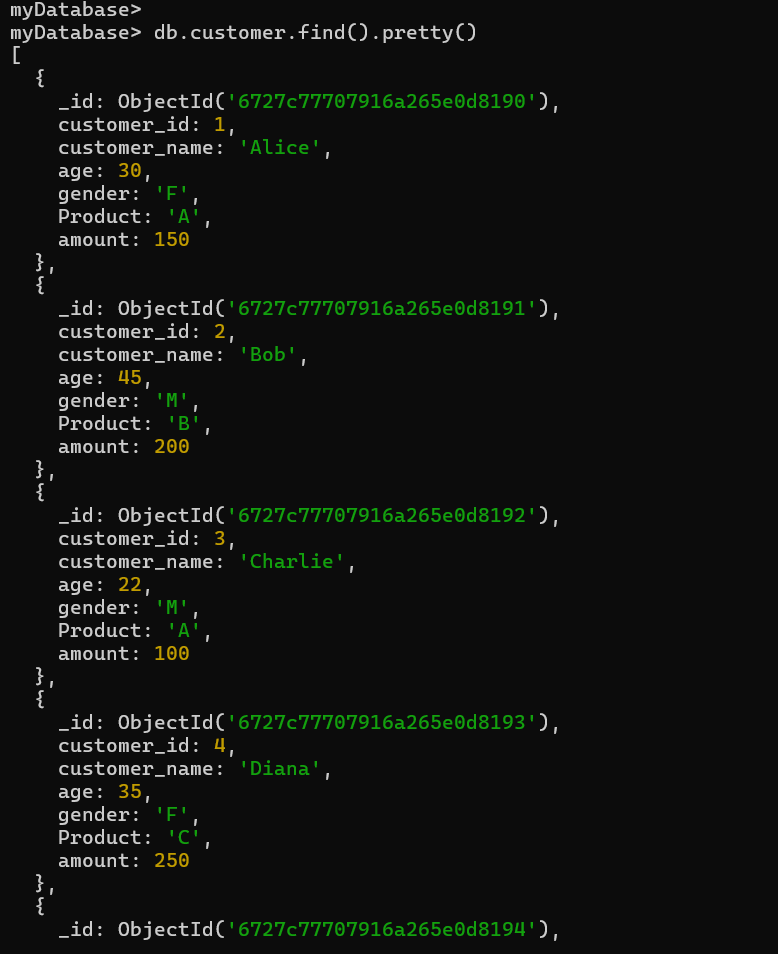 myDatabase>
myDatabase> db.customer.find().pretty()
[
  {
    _id: ObjectId('6727c77707916a265e0d8190'),
    customer_id: 1,
    customer_name: 'Alice',
    age: 30,
    gender: 'F',
    Product: 'A',
    amount: 150
  },
  {
    _id: ObjectId('6727c77707916a265e0d8191'),
    customer_id: 2,
    customer_name: 'Bob',
    age: 45,
    gender: 'M',
    Product: 'B',
    amount: 200
  },
  {
    _id: ObjectId('6727c77707916a265e0d8192'),
    customer_id: 3,
    customer_name: 'Charlie',
    age: 22,
    gender: 'M',
    Product: 'A',
    amount: 100
  },
  {
    _id: ObjectId('6727c77707916a265e0d8193'),
    customer_id: 4,
    customer_name: 'Diana',
    age: 35,
    gender: 'F',
    Product: 'C',
    amount: 250
  },
  {
    _id: ObjectId('6727c77707916a265e0d8194'),